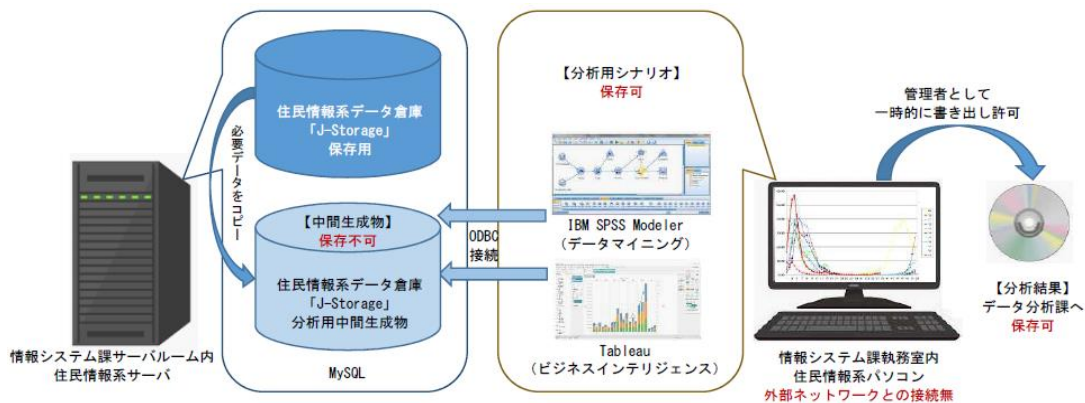 住民情報系データ倉庫
「J-Storage」
保存用
必要データをコピー
【中間生成物】
保存不可
住民情報系データ倉庫
「J-Storage」
分析用中間生成物
MySQL
情報システム課サーバルーム内
住民情報系サーバ
ODBC
接続
【分析用シナリオ】
保存可
IBM SPSS Modeler
(データマイニング)
Tableau
(ビジネスインテリジェンス)
管理者として
一時的に書き出し許可
情報システム課執務室内
住民情報系パソコン
外部ネットワークとの接続無
【分析結果】
データ分析課へ
保存可